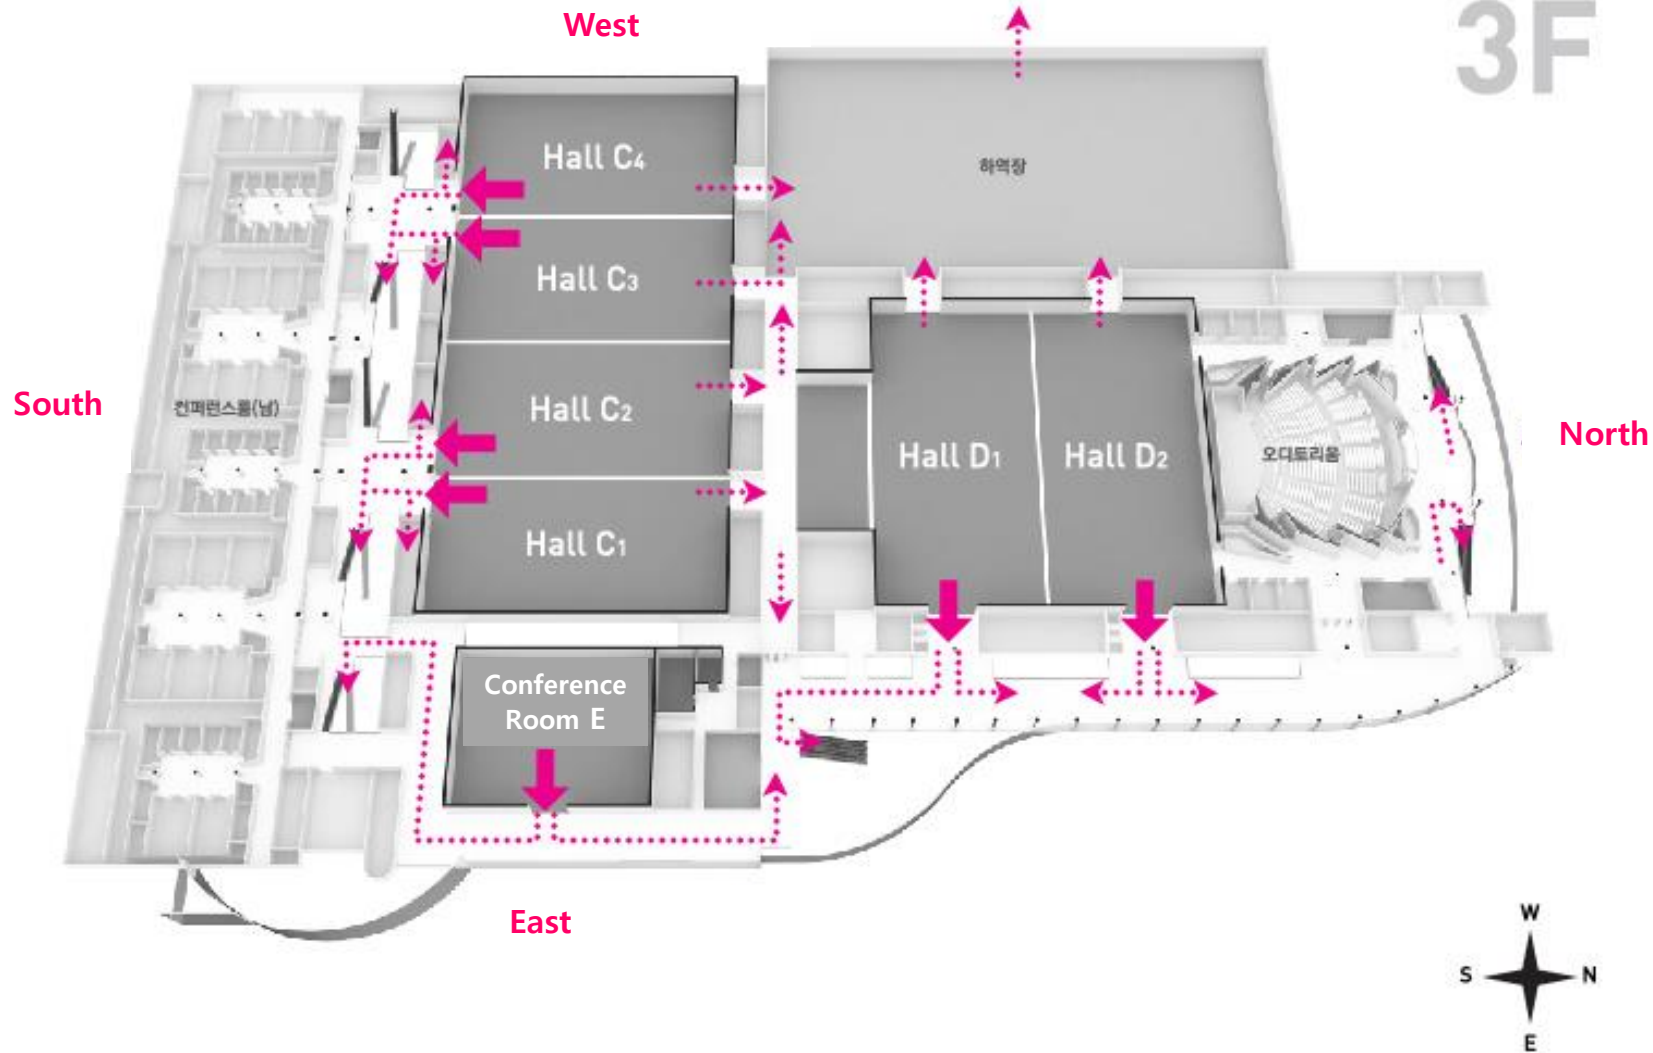 West
3F
Hall C4
하역장
Hall C3
South
컨퍼런스룸(남)
Hall C2
North
Hall D1
Hall D2
오디토리움
Hall C1
Conference
Room E
East
W
S
N
E